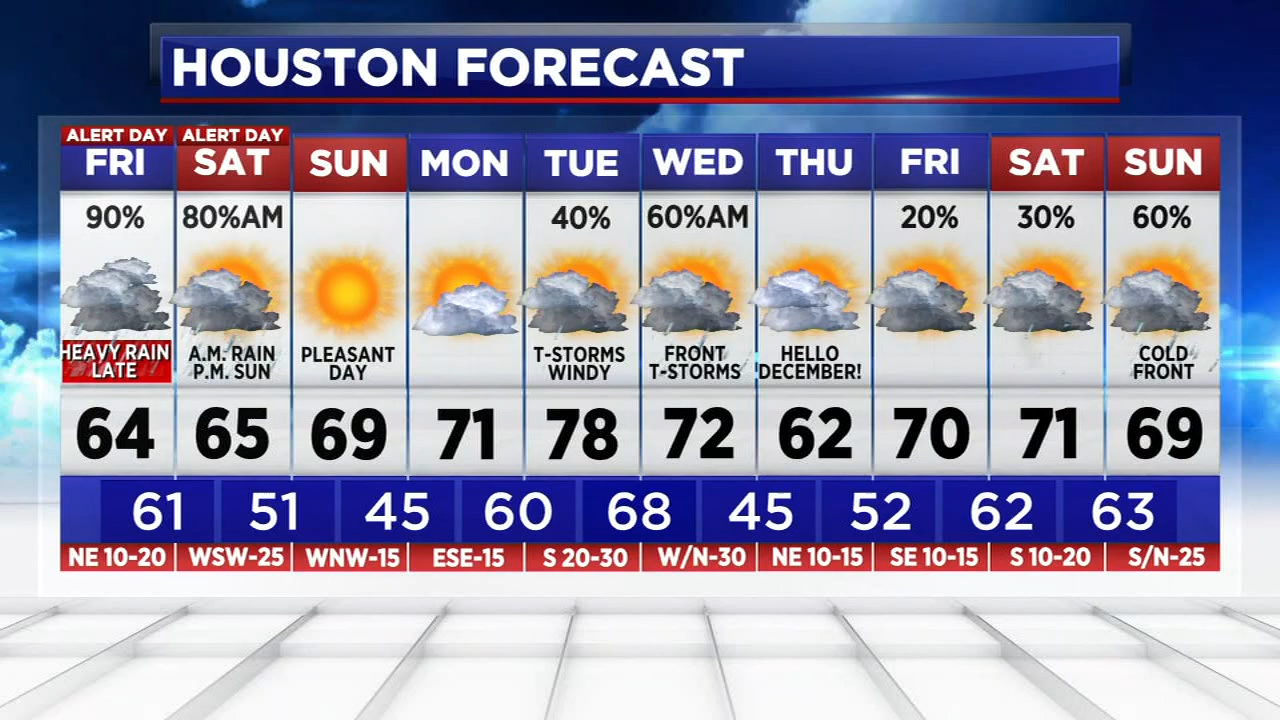 HOUSTON FORECAST
ALERT DAY ALERT DAY
FRI SAT SUN MON TUE WED THU FRI SAT SUN
90% 80%AM 40% 60%AM 20% 30% 60%
HEAVY RAIN A.M. RAIN PLEASANT T-STORMS FRONT HELLO COLD
LATE P.M. SUN DAY WINDY T-STORMS DECEMBER! FRONT
64 65 69 71 78 72 62 70 71 69
61 51 45 60 68 45 52 62 63
NE 10-20 WSW-25 WNW-15 ESE-15 S 20-30 W/N-30 NE 10-15 SE 10-15 S 10-20 S/N-25